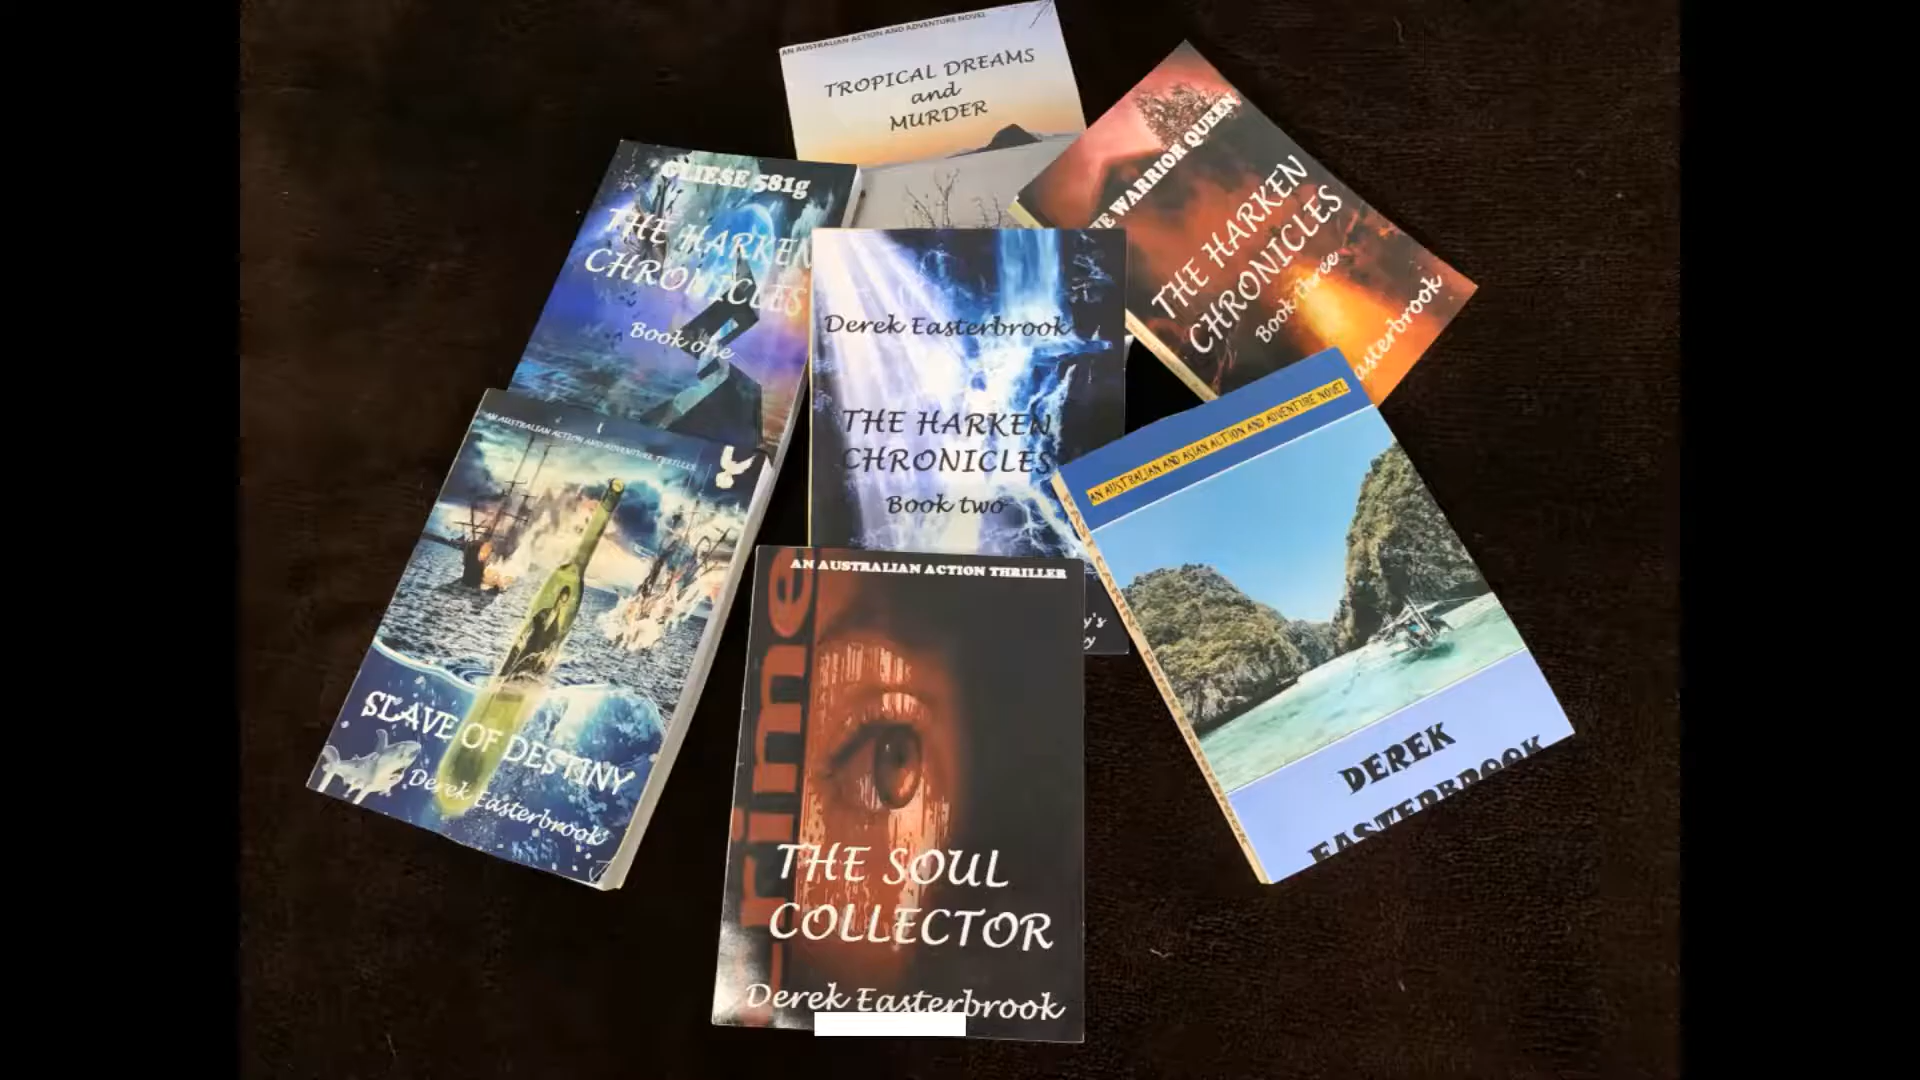 AN AUSTRALIAN ACTION AND ADVENTURE NOVEL
TROPICAL DREAMS
and
MURDER
GLIESE 581g
THE HARKEN
CHRONICLES
Book one
THE WARRIOR QUEEN
THE HARKEN
CHRONICLES
Book three
asterbrook
Derek Easterbrook
THE HARKEN
CHRONICLES
Book two
y's
y
AN AUSTRALIAN ACTION AND ADVENTURE THRILLER
SLAVE OF DESTINY
Derek Easterbrook
AN AUSTRALIAN AND ASIAN ACTION AND ADVENTURE NOVEL
DEREK
EASTERBROOK
AN AUSTRALIAN ACTION THRILLER
Crime
THE SOUL
COLLECTOR
Derek Easterbrook